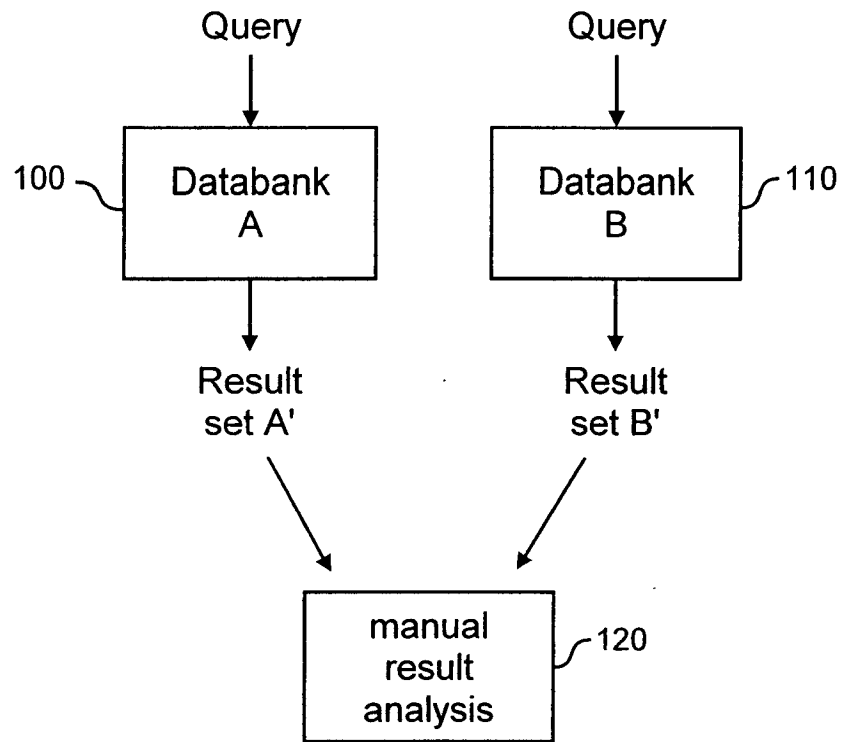 Query
Query
100
Databank
A
Databank
B
110
Result
set A'
Result
set B'
manual
result
analysis
120